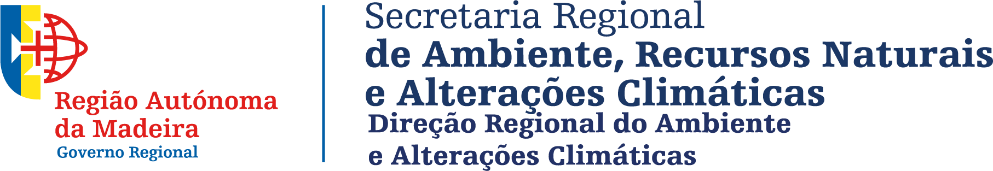 Região Autónoma
da Madeira
Governo Regional
Secretaria Regional
de Ambiente, Recursos Naturais
e Alterações Climáticas
Direção Regional do Ambiente
e Alterações Climáticas